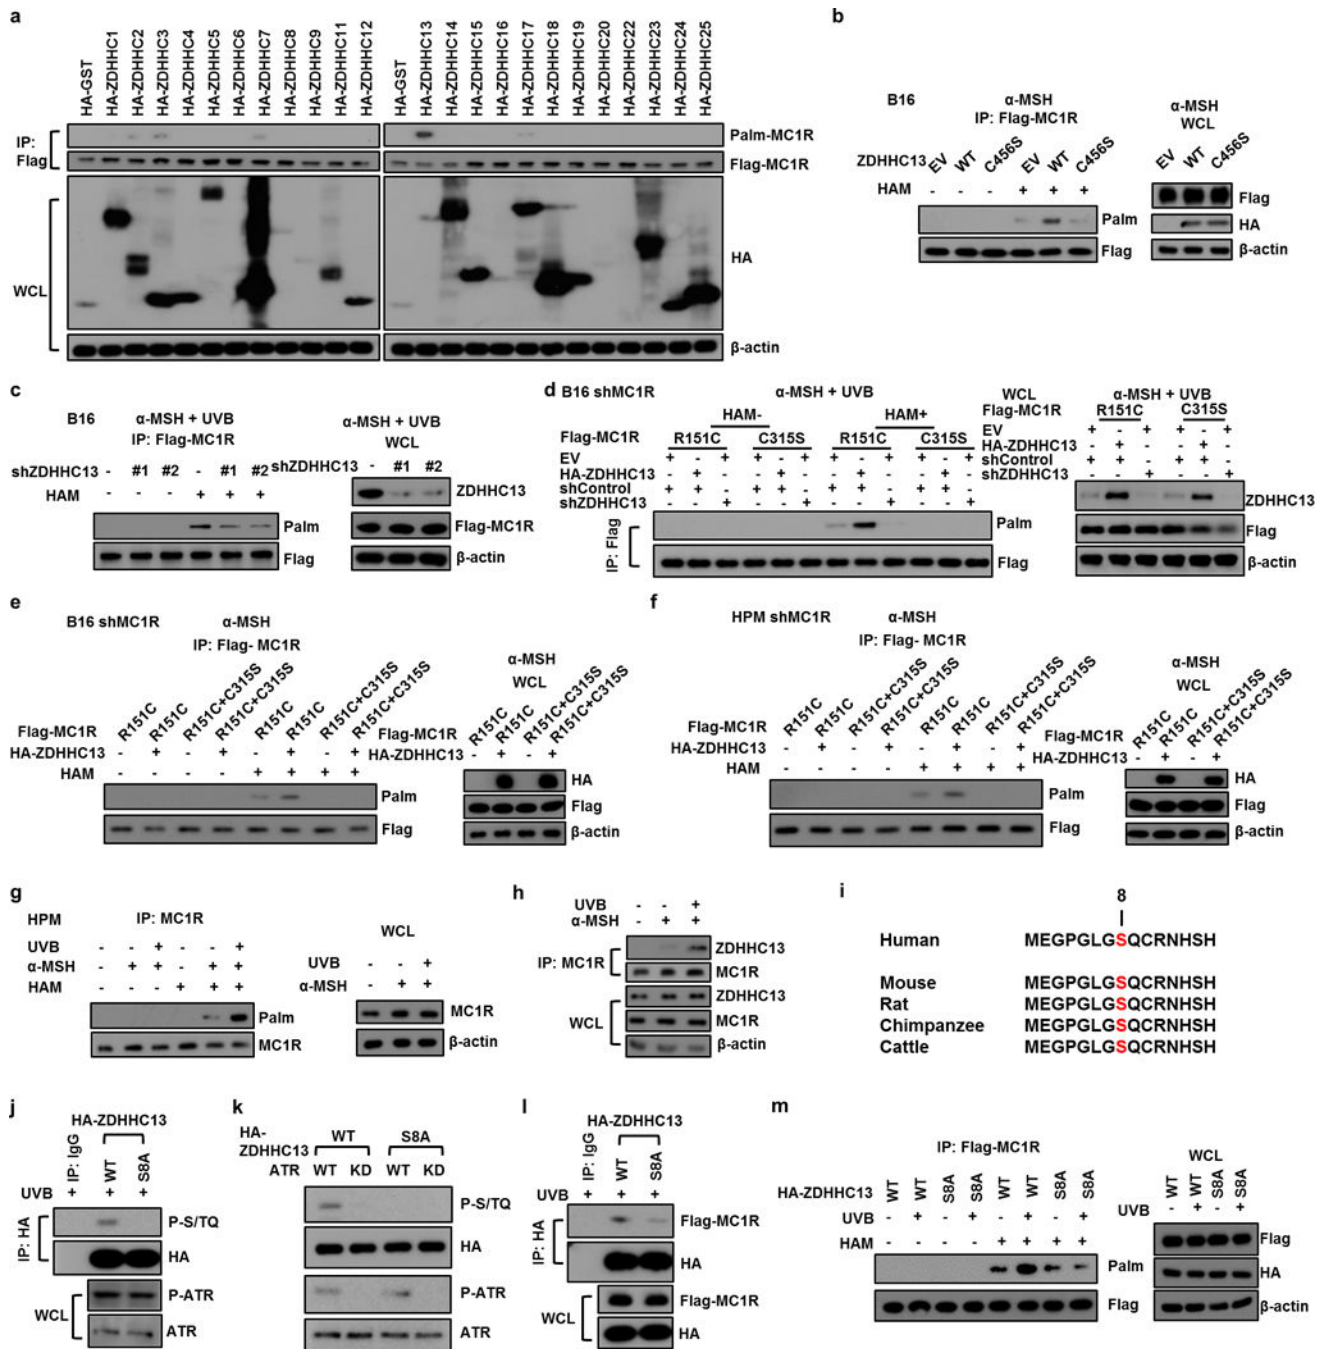 a
HA-GST
HA-ZDHHC1
HA-ZDHHC2
HA-ZDHHC3
HA-ZDHHC4
HA-ZDHHC5
HA-ZDHHC6
HA-ZDHHC7
HA-ZDHHC8
HA-ZDHHC9
HA-ZDHHC11
HA-ZDHHC12
HA-GST
HA-ZDHHC13
HA-ZDHHC14
HA-ZDHHC15
HA-ZDHHC16
HA-ZDHHC17
HA-ZDHHC18
HA-ZDHHC19
HA-ZDHHC20
HA-ZDHHC22
HA-ZDHHC23
HA-ZDHHC24
HA-ZDHHC25
IP:
Flag
Palm-MC1R
Flag-MC1R
WCL
HA
β-actin
b
B16
α-MSH
IP: Flag-MC1R
α-MSH
WCL
ZDHHC13 EV WT C456S EV WT C456S
EV WT C456S
HAM - - - + + +
Palm
Flag
Flag
HA
β-actin
c
B16
α-MSH + UVB
IP: Flag-MC1R
α-MSH + UVB
WCL
shZDHHC13 - #1 #2 - #1 #2
HAM - - - + + +
Palm
Flag
shZDHHC13 - #1 #2
ZDHHC13
Flag-MC1R
β-actin
d
B16 shMC1R
α-MSH + UVB
HAM- HAM+
Flag-MC1R R151C C315S R151C C315S
EV + - + + - + + - + + - +
HA-ZDHHC13 - + - - + - - + - - + -
shControl + + - + + - + + - + + -
shZDHHC13 - - + - - + - - + - - +
IP: Flag
Palm
Flag
WCL
α-MSH + UVB
Flag-MC1R R151C C315S
EV + - + + - +
HA-ZDHHC13 - + - - + -
shControl + + - + + -
shZDHHC13 - - + - - +
ZDHHC13
Flag
β-actin
e
B16 shMC1R
α-MSH
IP: Flag- MC1R
Flag-MC1R R151C R151C R151C+C315S R151C+C315S R151C R151C R151C+C315S R151C+C315S
HA-ZDHHC13 - + - + - + - +
HAM - - - - + + + +
Palm
Flag
α-MSH
WCL
Flag-MC1R R151C R151C R151C+C315S R151C+C315S
HA-ZDHHC13 - + - +
HA
Flag
β-actin
f
HPM shMC1R
α-MSH
IP: Flag- MC1R
Flag-MC1R R151C R151C R151C+C315S R151C+C315S R151C R151C R151C+C315S R151C+C315S
HA-ZDHHC13 - + - + - + - +
HAM - - - - + + + +
Palm
Flag
α-MSH
WCL
Flag-MC1R R151C R151C R151C+C315S R151C+C315S
HA-ZDHHC13 - + - +
HA
Flag
β-actin
g
HPM
IP: MC1R
UVB - - + - - +
α-MSH - + + - + +
HAM - - - + + +
Palm
MC1R
WCL
UVB - - +
α-MSH - + +
MC1R
β-actin
h
UVB - - +
α-MSH - + +
IP: MC1R
ZDHHC13
MC1R
WCL
ZDHHC13
MC1R
β-actin
i
8
Human MEGPGLGSQCRNHSH
Mouse MEGPGLGSQCRNHSH
Rat MEGPGLGSQCRNHSH
Chimpanzee MEGPGLGSQCRNHSH
Cattle MEGPGLGSQCRNHSH
j
HA-ZDHHC13
IP: IgG WT S8A
UVB + + +
IP: HA
P-S/TQ
HA
WCL
P-ATR
ATR
k
HA-
ZDHHC13 WT S8A
ATR WT KD WT KD
P-S/TQ
HA
P-ATR
ATR
l
HA-ZDHHC13
IP: IgG WT S8A
UVB + + +
IP: HA
Flag-MC1R
HA
WCL
Flag-MC1R
HA
m
IP: Flag-MC1R
HA-ZDHHC13 WT WT S8A S8A WT WT S8A S8A
UVB - + - + - + - +
HAM - - - - + + + +
Palm
Flag
WCL
WT WT S8A S8A
UVB - + - +
Flag
HA
β-actin